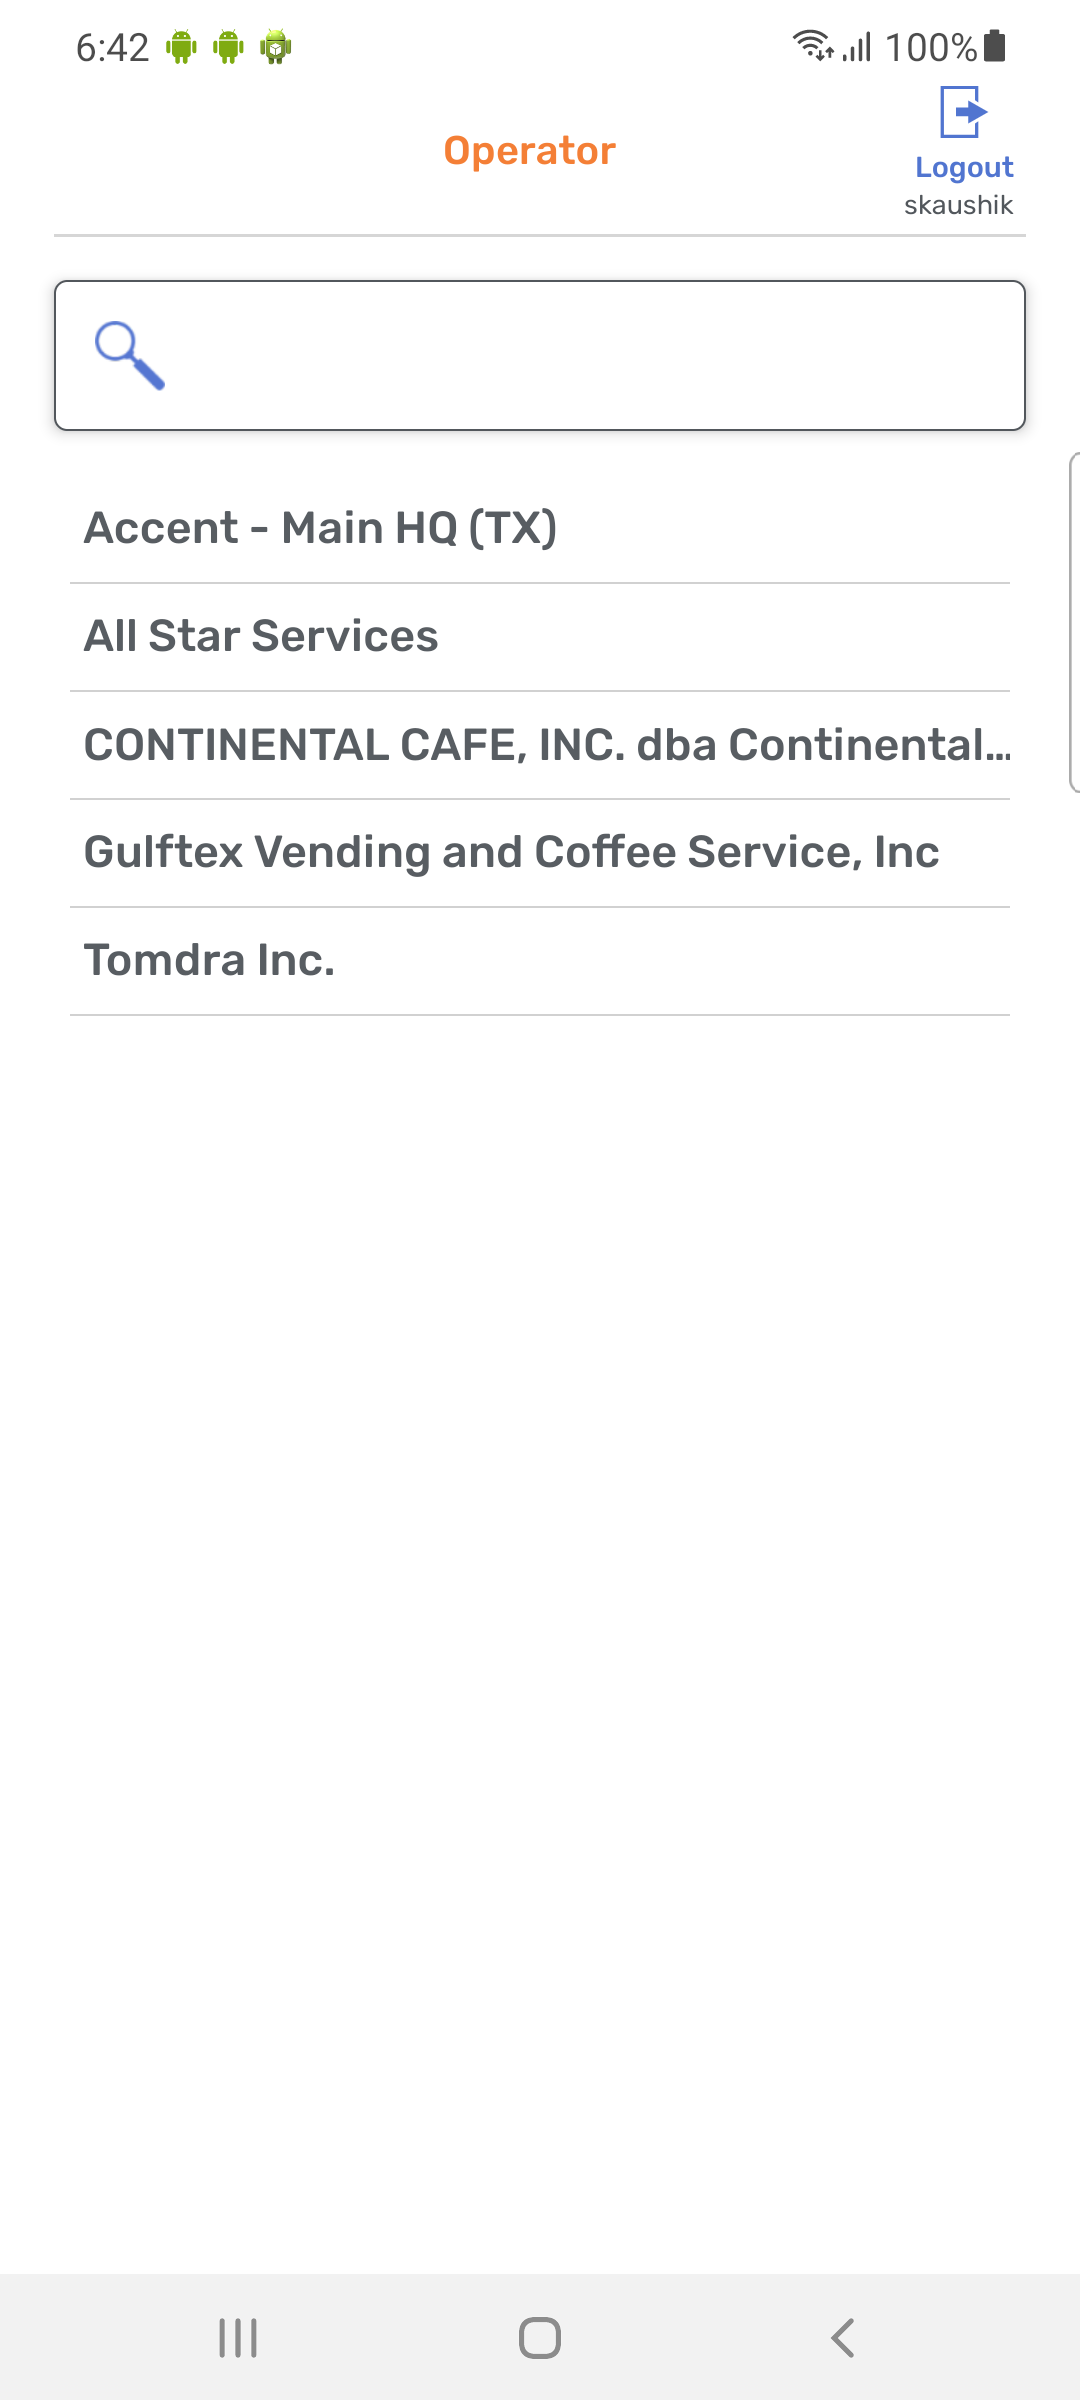 6:42
100%
Operator
Logout
skaushik
Accent - Main HQ (TX)
All Star Services
CONTINENTAL CAFE, INC. dba Continental...
Gulftex Vending and Coffee Service, Inc
Tomdra Inc.